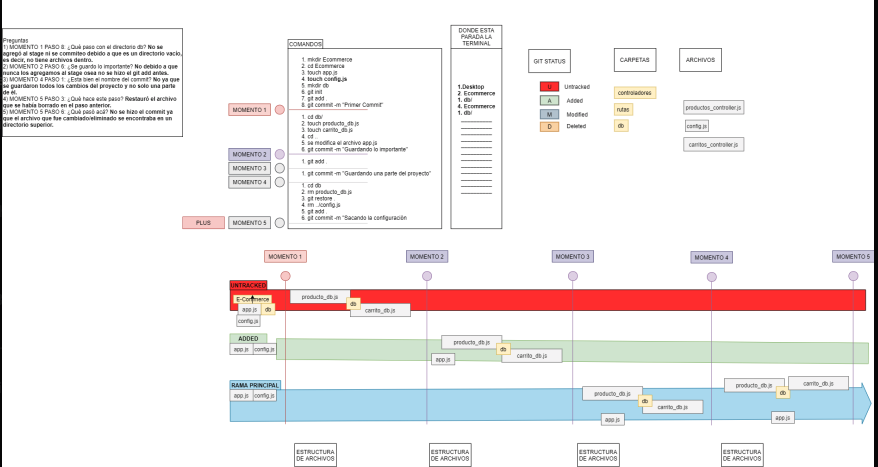 Preguntas
1) MOMENTO 1 PASO 8: ¿Qué paso con el directorio db? No se
agregó al stage ni se commiteo debido a que es un directorio vacío,
es decir, no tiene archivos dentro.
2) MOMENTO 2 PASO 6: ¿Se guardo lo importante? No debido a que
nunca los agregamos al stage osea no se hizo el git add antes.
3) MOMENTO 4 PASO 1: ¿Esta bien el nombre del commit? No ya que
se guardaron todos los cambios del proyecto y no solo una parte
de él.
4) MOMENTO 5 PASO 3: ¿Qué hace este paso? Restauró el archivo
que se había borrado en el paso anterior.
5) MOMENTO 5 PASO 6: ¿Qué pasó acá? No se hizo el commit ya
que el archivo que fue cambiado/eliminado se encontraba en un
directorio superior.
COMANDOS
1. mkdir Ecommerce
2. cd Ecommerce
3. touch app.js
4. touch config.js
5. mkdir db
6. git init
7. git add .
8. git commit -m "Primer Commit"
1. cd db/
2. touch producto_db.js
3. touch carrito_db.js
4. cd ..
5. se modifica el archivo app.js
6. git commit -m "Guardando lo importante"
1. git add .
1. git commit -m "Guardando una parte del proyecto"
1. cd db
2. rm producto_db.js
3. git restore .
4. rm ../config.js
5. git add .
6. git commit -m "Sacando la configuración
MOMENTO 1
MOMENTO 2
MOMENTO 3
MOMENTO 4
PLUS
MOMENTO 5
DONDE ESTA
PARADA LA
TERMINAL
1.Desktop
2. Ecommerce
1. db/
4. Ecommerce
1. db/
GIT STATUS
U Untracked
A Added
M Modified
D Deleted
CARPETAS
controladores
rutas
db
ARCHIVOS
productos_controller.js
config.js
carritos_controller.js
MOMENTO 1
MOMENTO 2
MOMENTO 3
MOMENTO 4
MOMENTO 5
UNTRACKED
E-Commerce
app.js
db
config.js
producto_db.js
db
carrito_db.js
ADDED
app.js
config.js
producto_db.js
db
app.js
carrito_db.js
RAMA PRINCIPAL
app.js
config.js
producto_db.js
db
carrito_db.js
app.js
producto_db.js
db
carrito_db.js
app.js
ESTRUCTURA
DE ARCHIVOS
ESTRUCTURA
DE ARCHIVOS
ESTRUCTURA
DE ARCHIVOS
ESTRUCTURA
DE ARCHIVOS